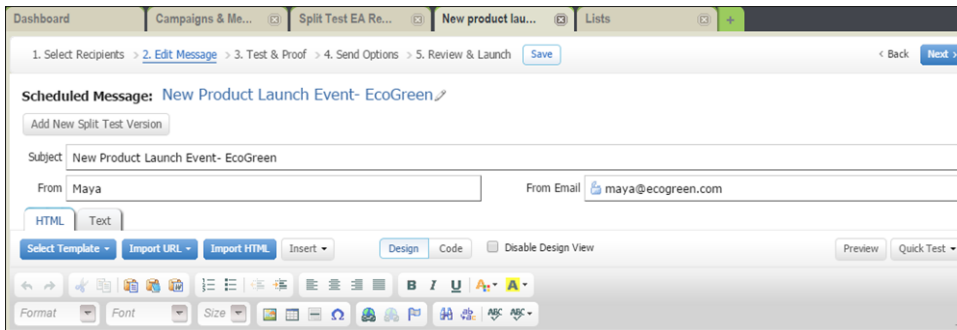 Dashboard Campaigns & Me... Split Test EA Re... New product lau... Lists +
1. Select Recipients > 2. Edit Message > 3. Test & Proof > 4. Send Options > 5. Review & Launch Save < Back Next >
Scheduled Message: New Product Launch Event- EcoGreen
Add New Split Test Version
Subject New Product Launch Event- EcoGreen
From Maya From Email maya@ecogreen.com
HTML Text
Select Template Import URL Import HTML Insert Design Code Disable Design View Preview Quick Test
B I U A A
Format Font Size Ω ABC ABC